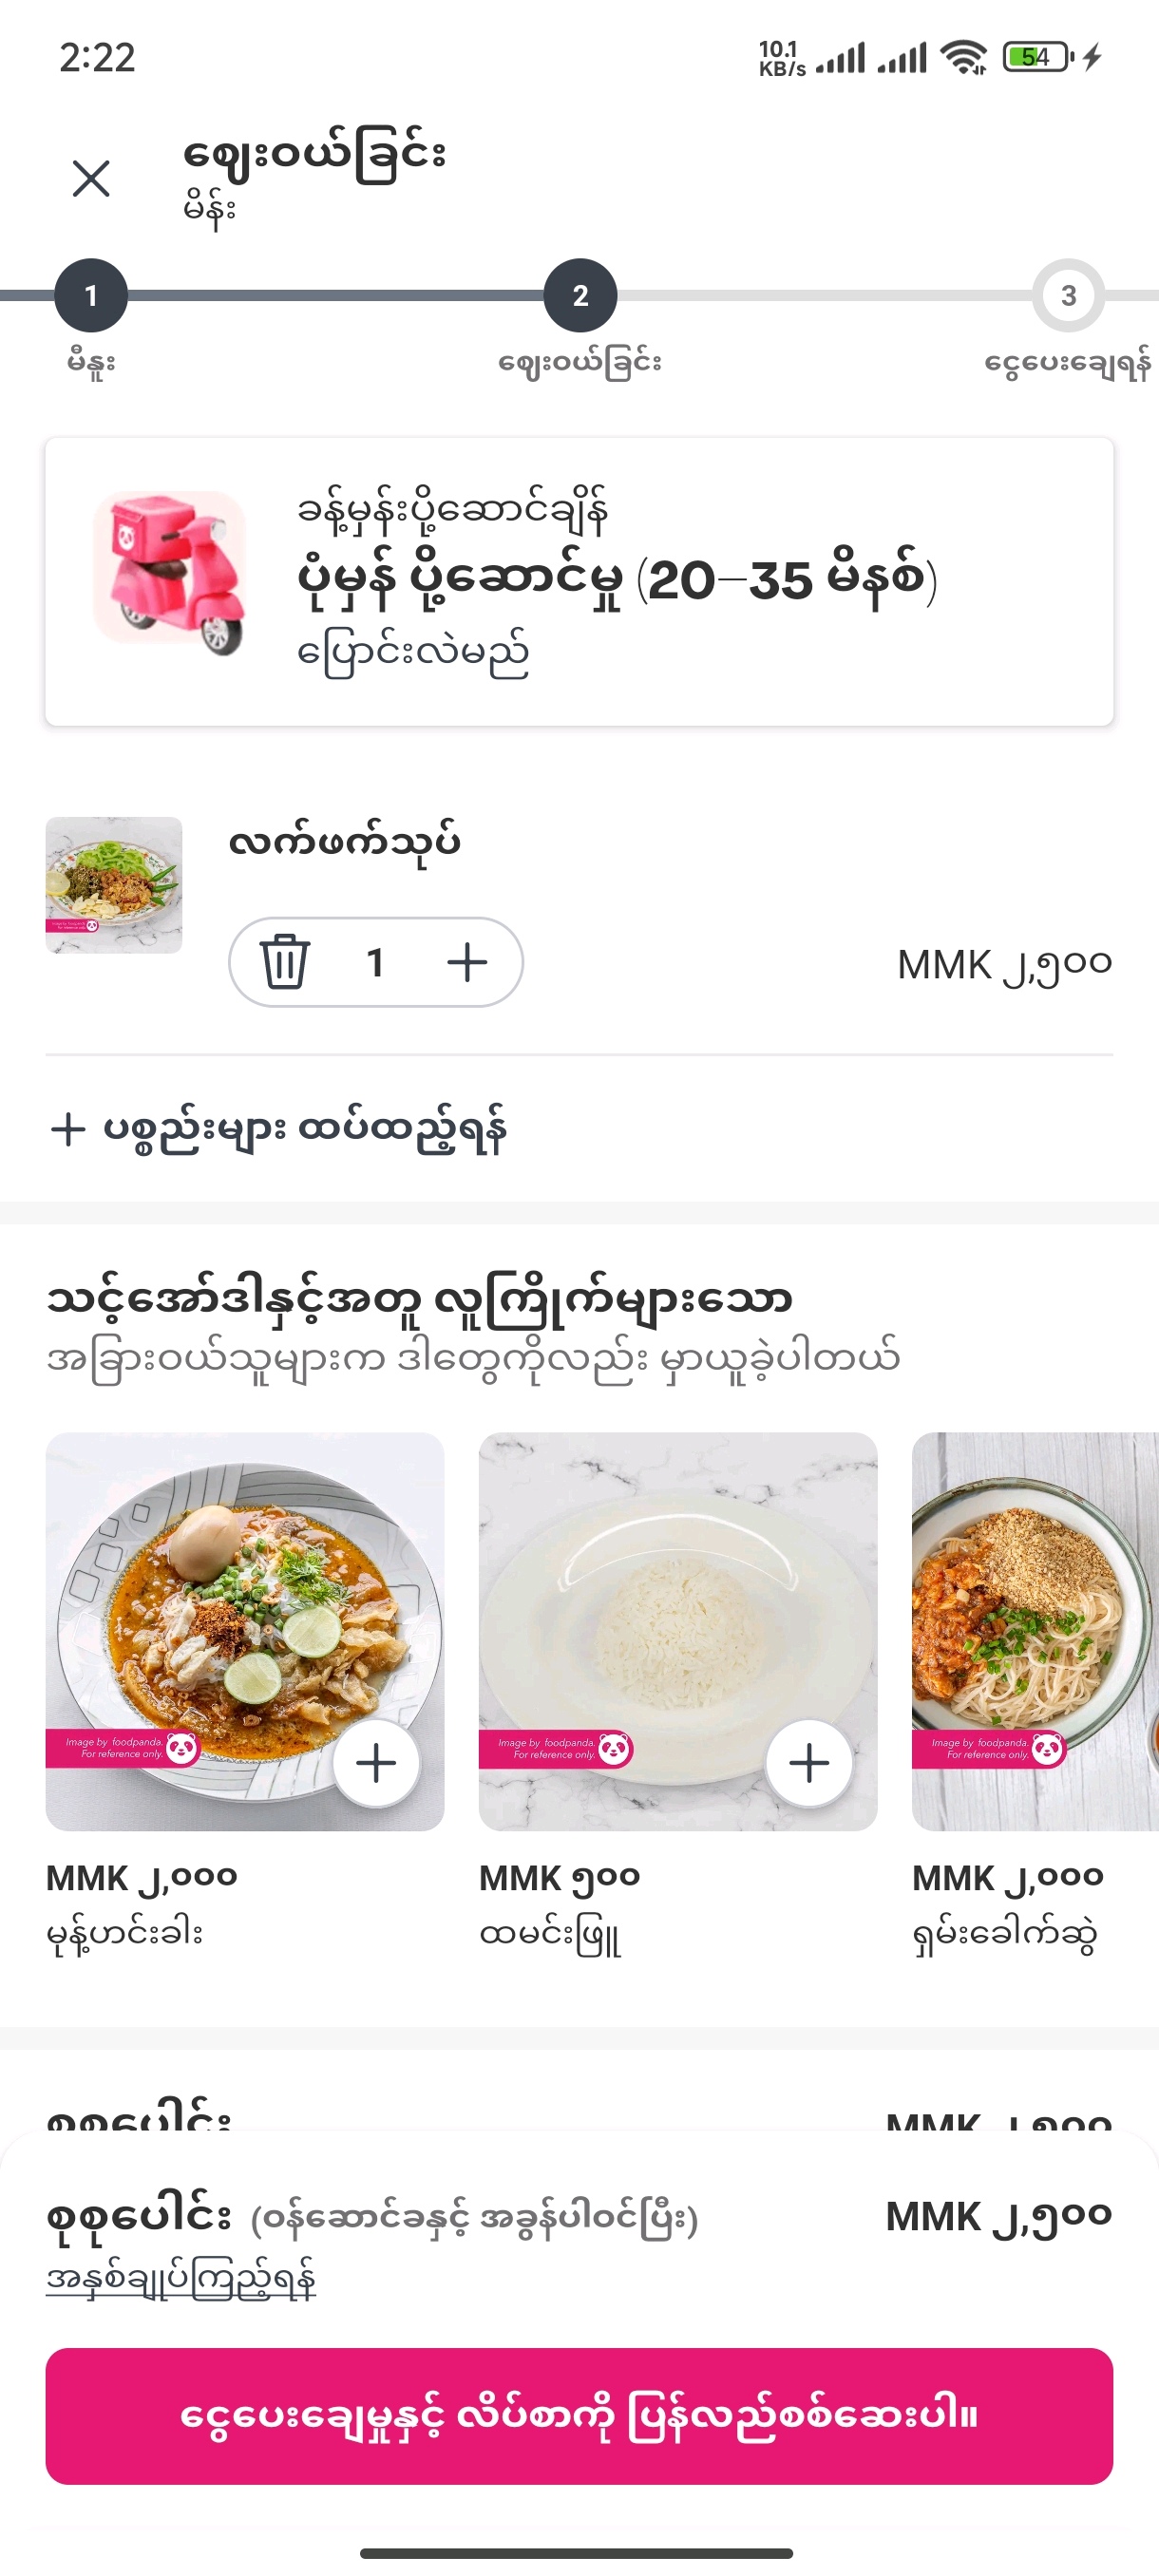 2:22
10.1
KB/s
54
ဈေးဝယ်ခြင်း
မိန်း
1
2
3
မီနူး
ဈေးဝယ်ခြင်း
ငွေပေးချေရန်
ခန့်မှန်းပို့ဆောင်ချိန်
ပုံမှန် ပို့ဆောင်မှု (20–35 မိနစ်)
ပြောင်းလဲမည်
လက်ဖက်သုပ်
1
MMK ၂,၅၀၀
ပစ္စည်းများ ထပ်ထည့်ရန်
သင့်အော်ဒါနှင့်အတူ လူကြိုက်များသော
အခြားဝယ်သူများက ဒါတွေကိုလည်း မှာယူခဲ့ပါတယ်
Image by foodpanda.
For reference only.
Image by foodpanda.
For reference only.
Image by foodpanda.
For reference only.
MMK ၂,၀၀၀
MMK ၅၀၀
MMK ၂,၀၀၀
မုန့်ဟင်းခါး
ထမင်းဖြူ
ရှမ်းခေါက်ဆွဲ
စုစုပေါင်း
MMK ၂,၅၀၀
စုစုပေါင်း (ဝန်ဆောင်ခနှင့် အခွန်ပါဝင်ပြီး)
MMK ၂,၅၀၀
အနှစ်ချုပ်ကြည့်ရန်
ငွေပေးချေမှုနှင့် လိပ်စာကို ပြန်လည်စစ်ဆေးပါ။